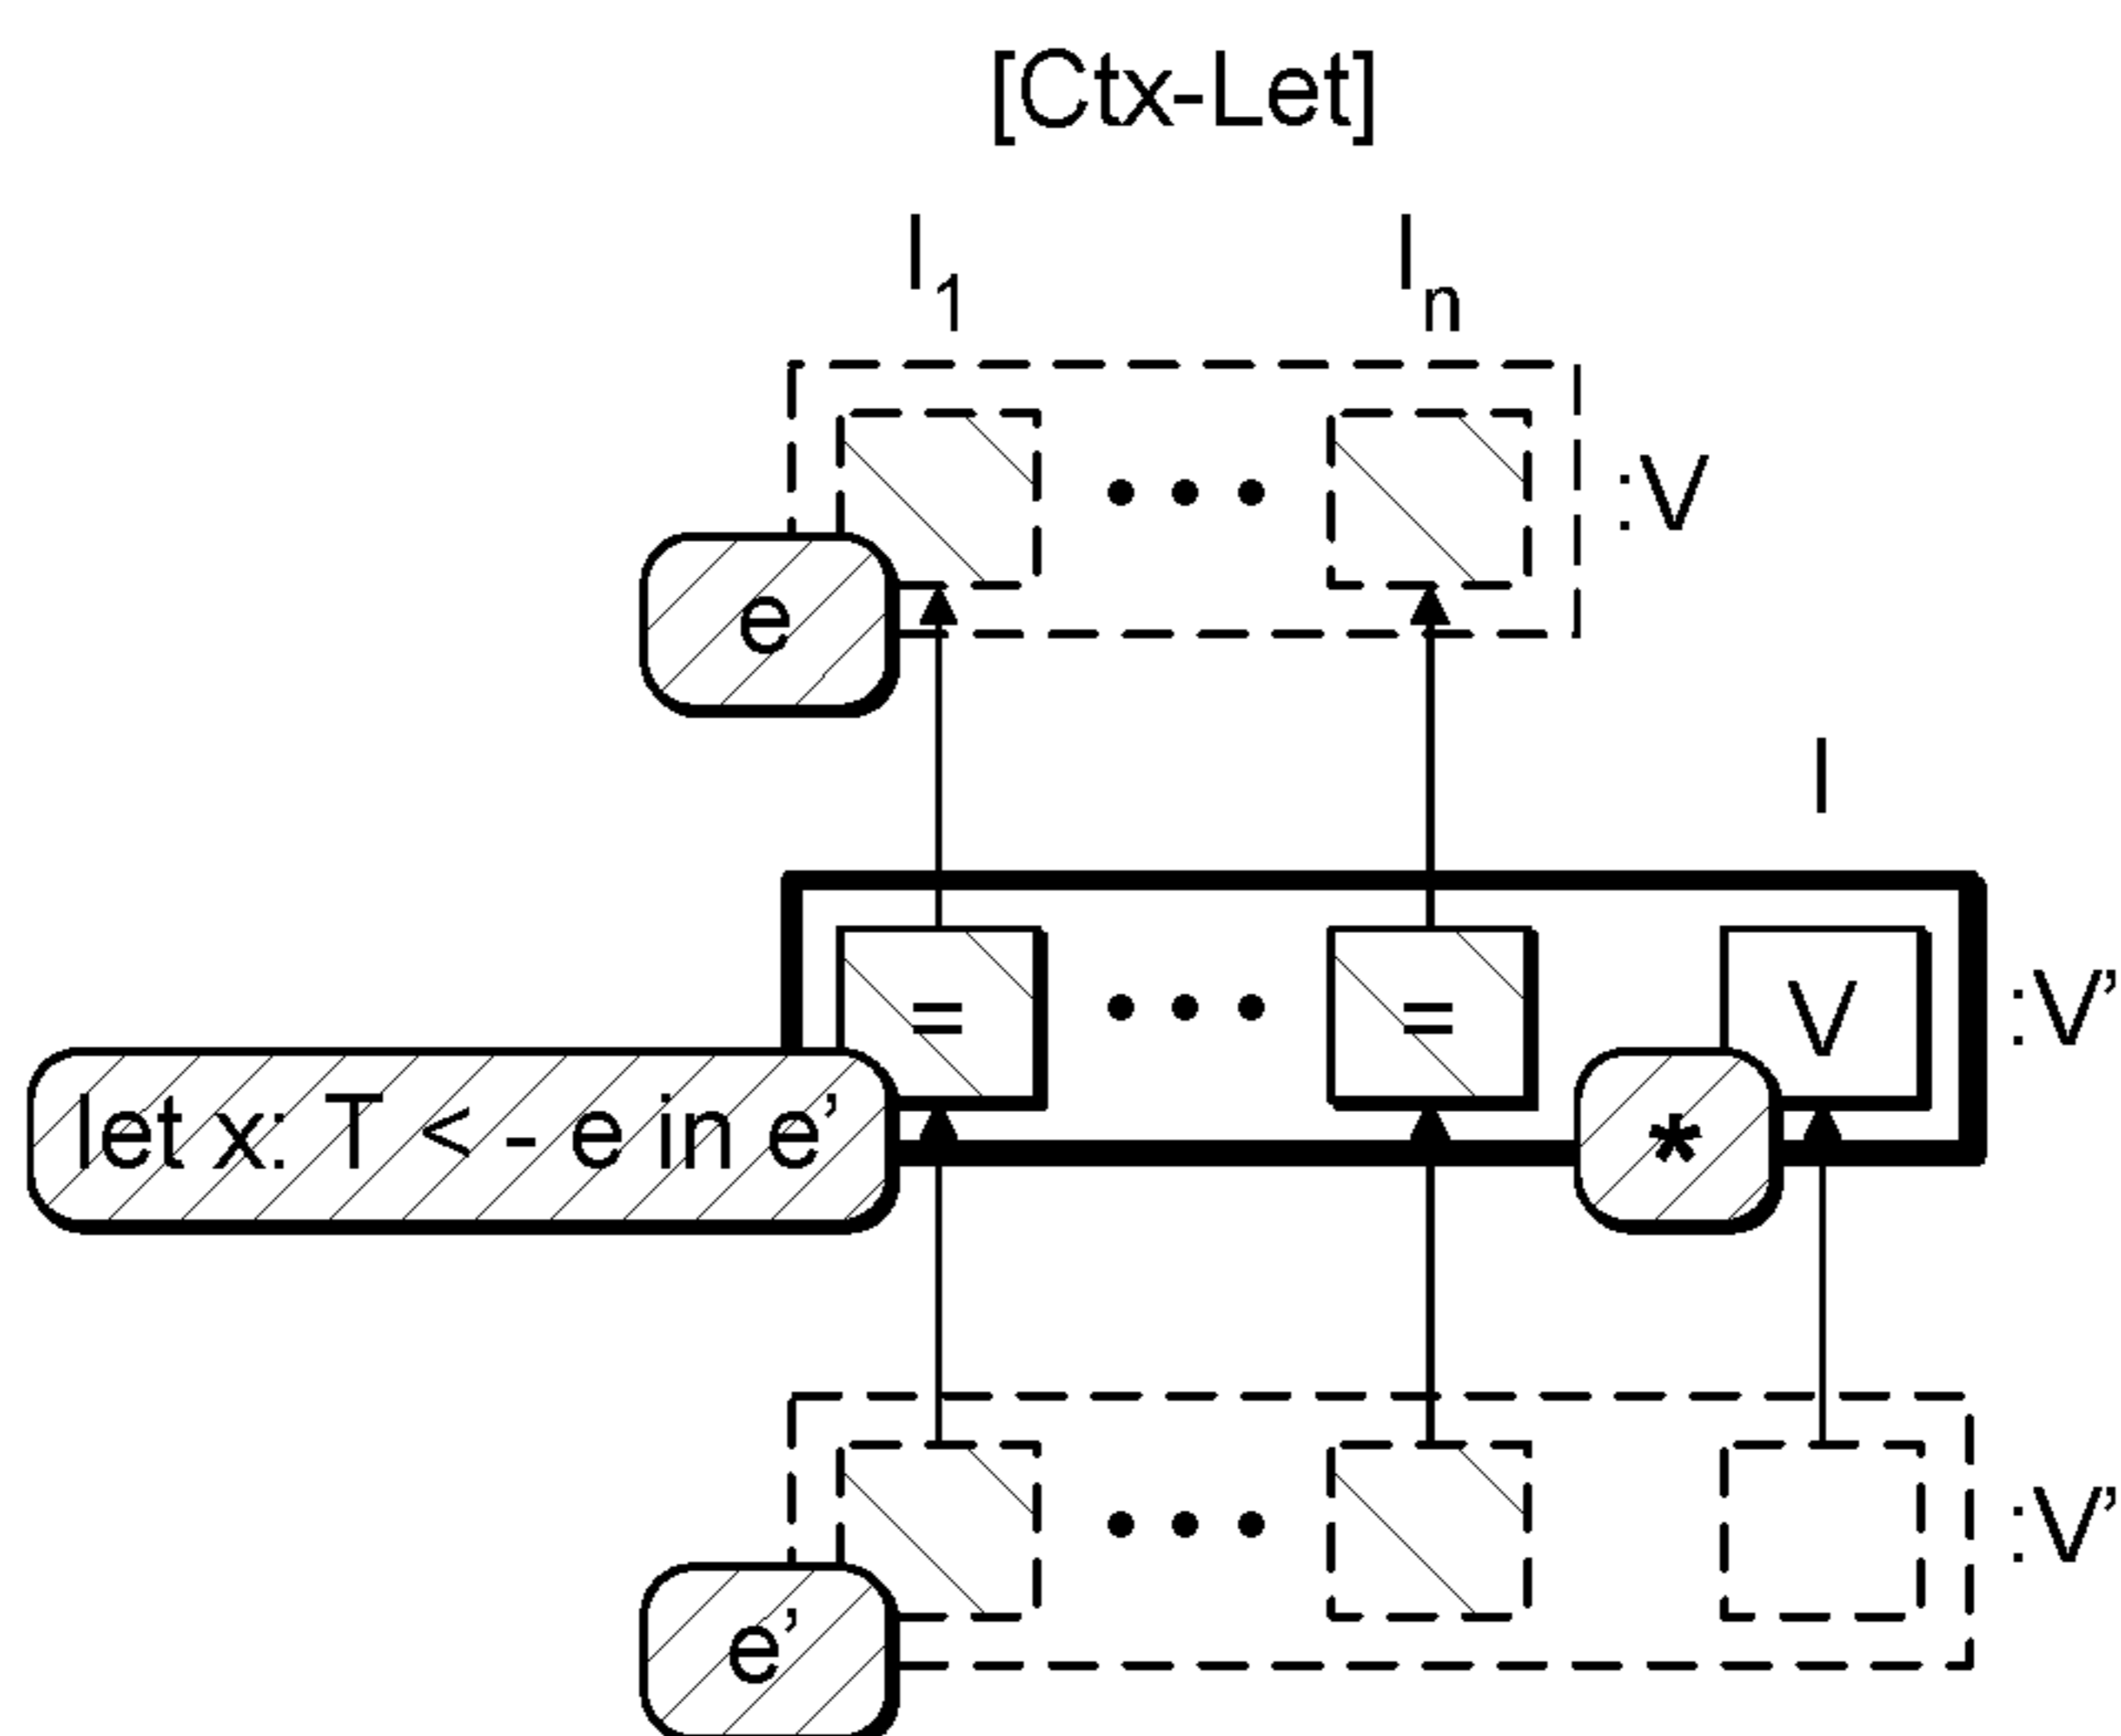 [Ctx-Let]
l1 ln
:V
e
l
= = V :V'
let x: T < - e in e' *
:V'
e'